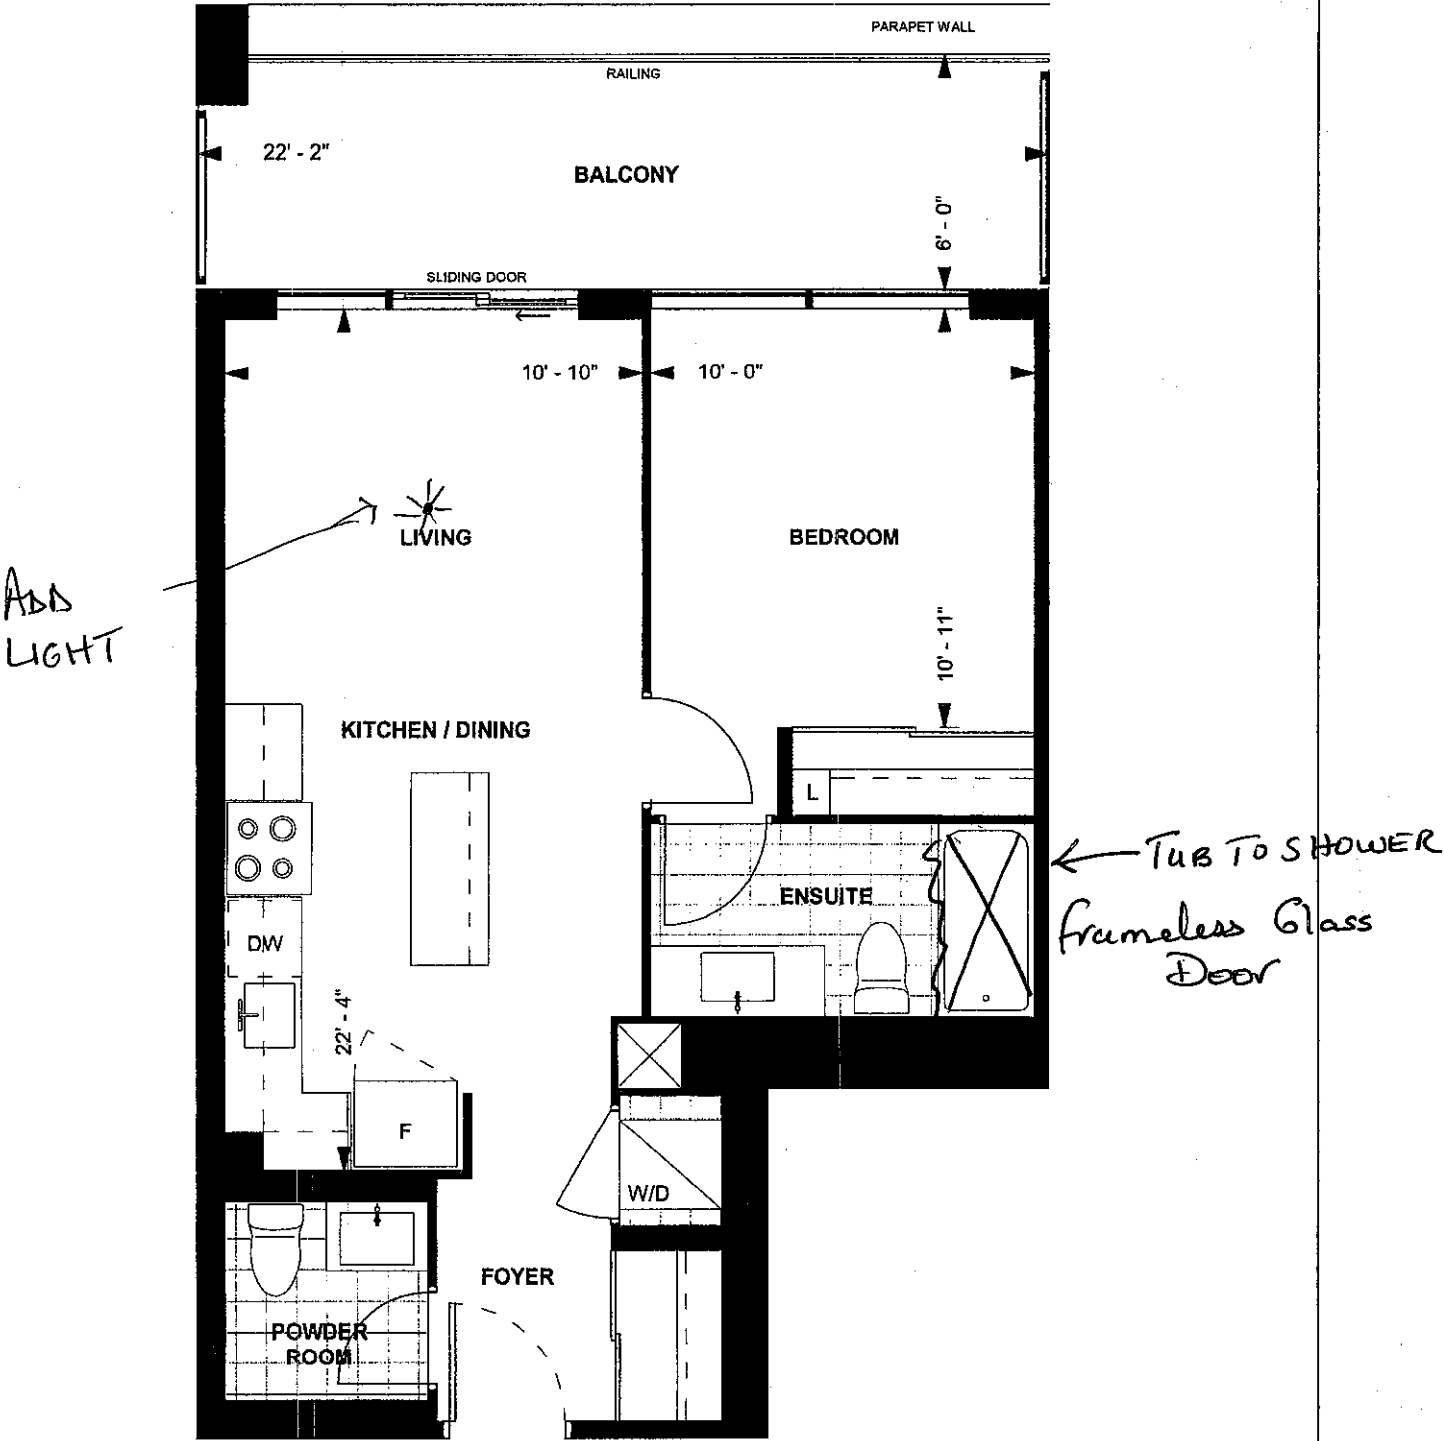 PARAPET WALL
RAILING
22' - 2"
BALCONY
6' - 0"
SLIDING DOOR
10' - 10"
10' - 0"
LIVING
BEDROOM
ADD
LIGHT
10' - 11"
KITCHEN / DINING
L
TUB TO SHOWER
ENSUITE
frameless Glass
Door
DW
22' - 4"
F
W/D
FOYER
POWDER
ROOM